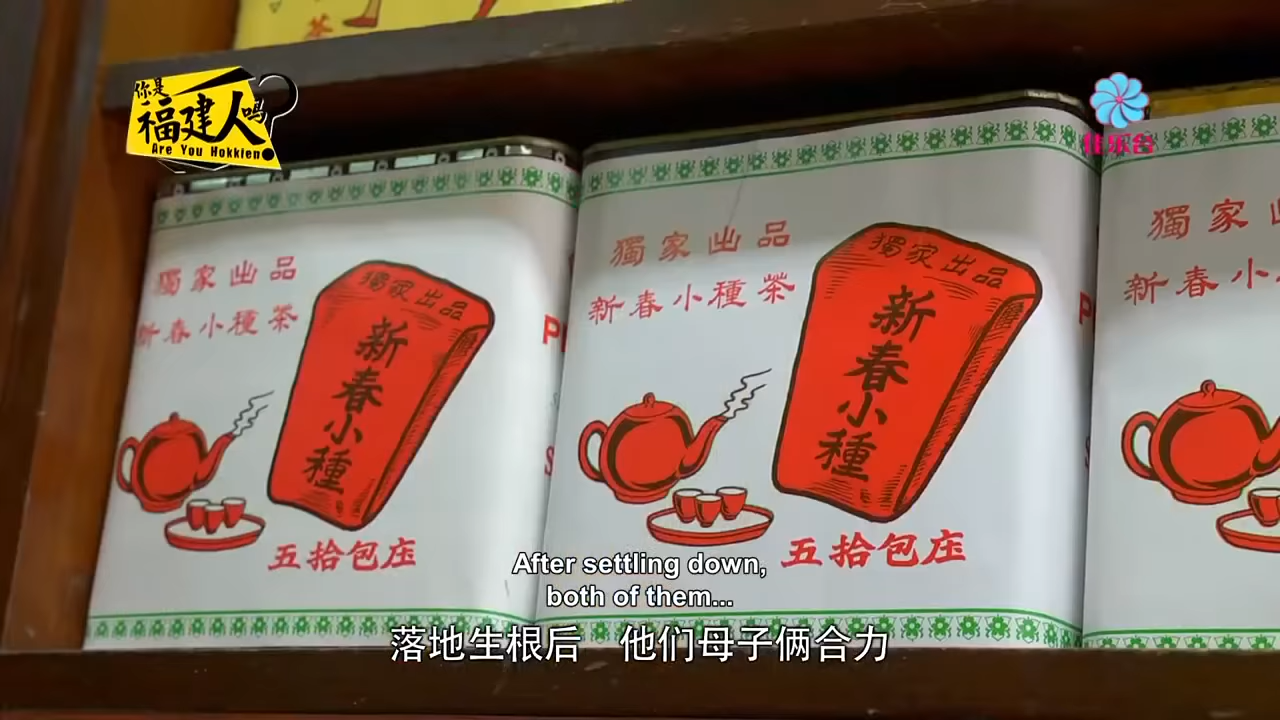 你是
福建人吗
Are You Hokkien
佳乐台
獨家出品
新春小種茶
獨家出品
新春小種
五拾包庄
獨家出品
新春小種茶
獨家出品
新春小種
五拾包庄
獨家出
新春小
After settling down,
both of them...
落地生根后 他们母子俩合力